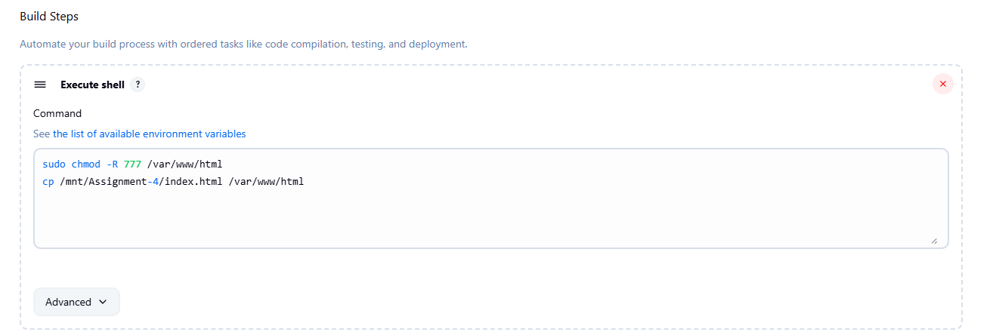 Build Steps
Automate your build process with ordered tasks like code compilation, testing, and deployment.
Execute shell ?
Command
See the list of available environment variables
sudo chmod -R 777 /var/www/html
cp /mnt/Assignment-4/index.html /var/www/html
Advanced